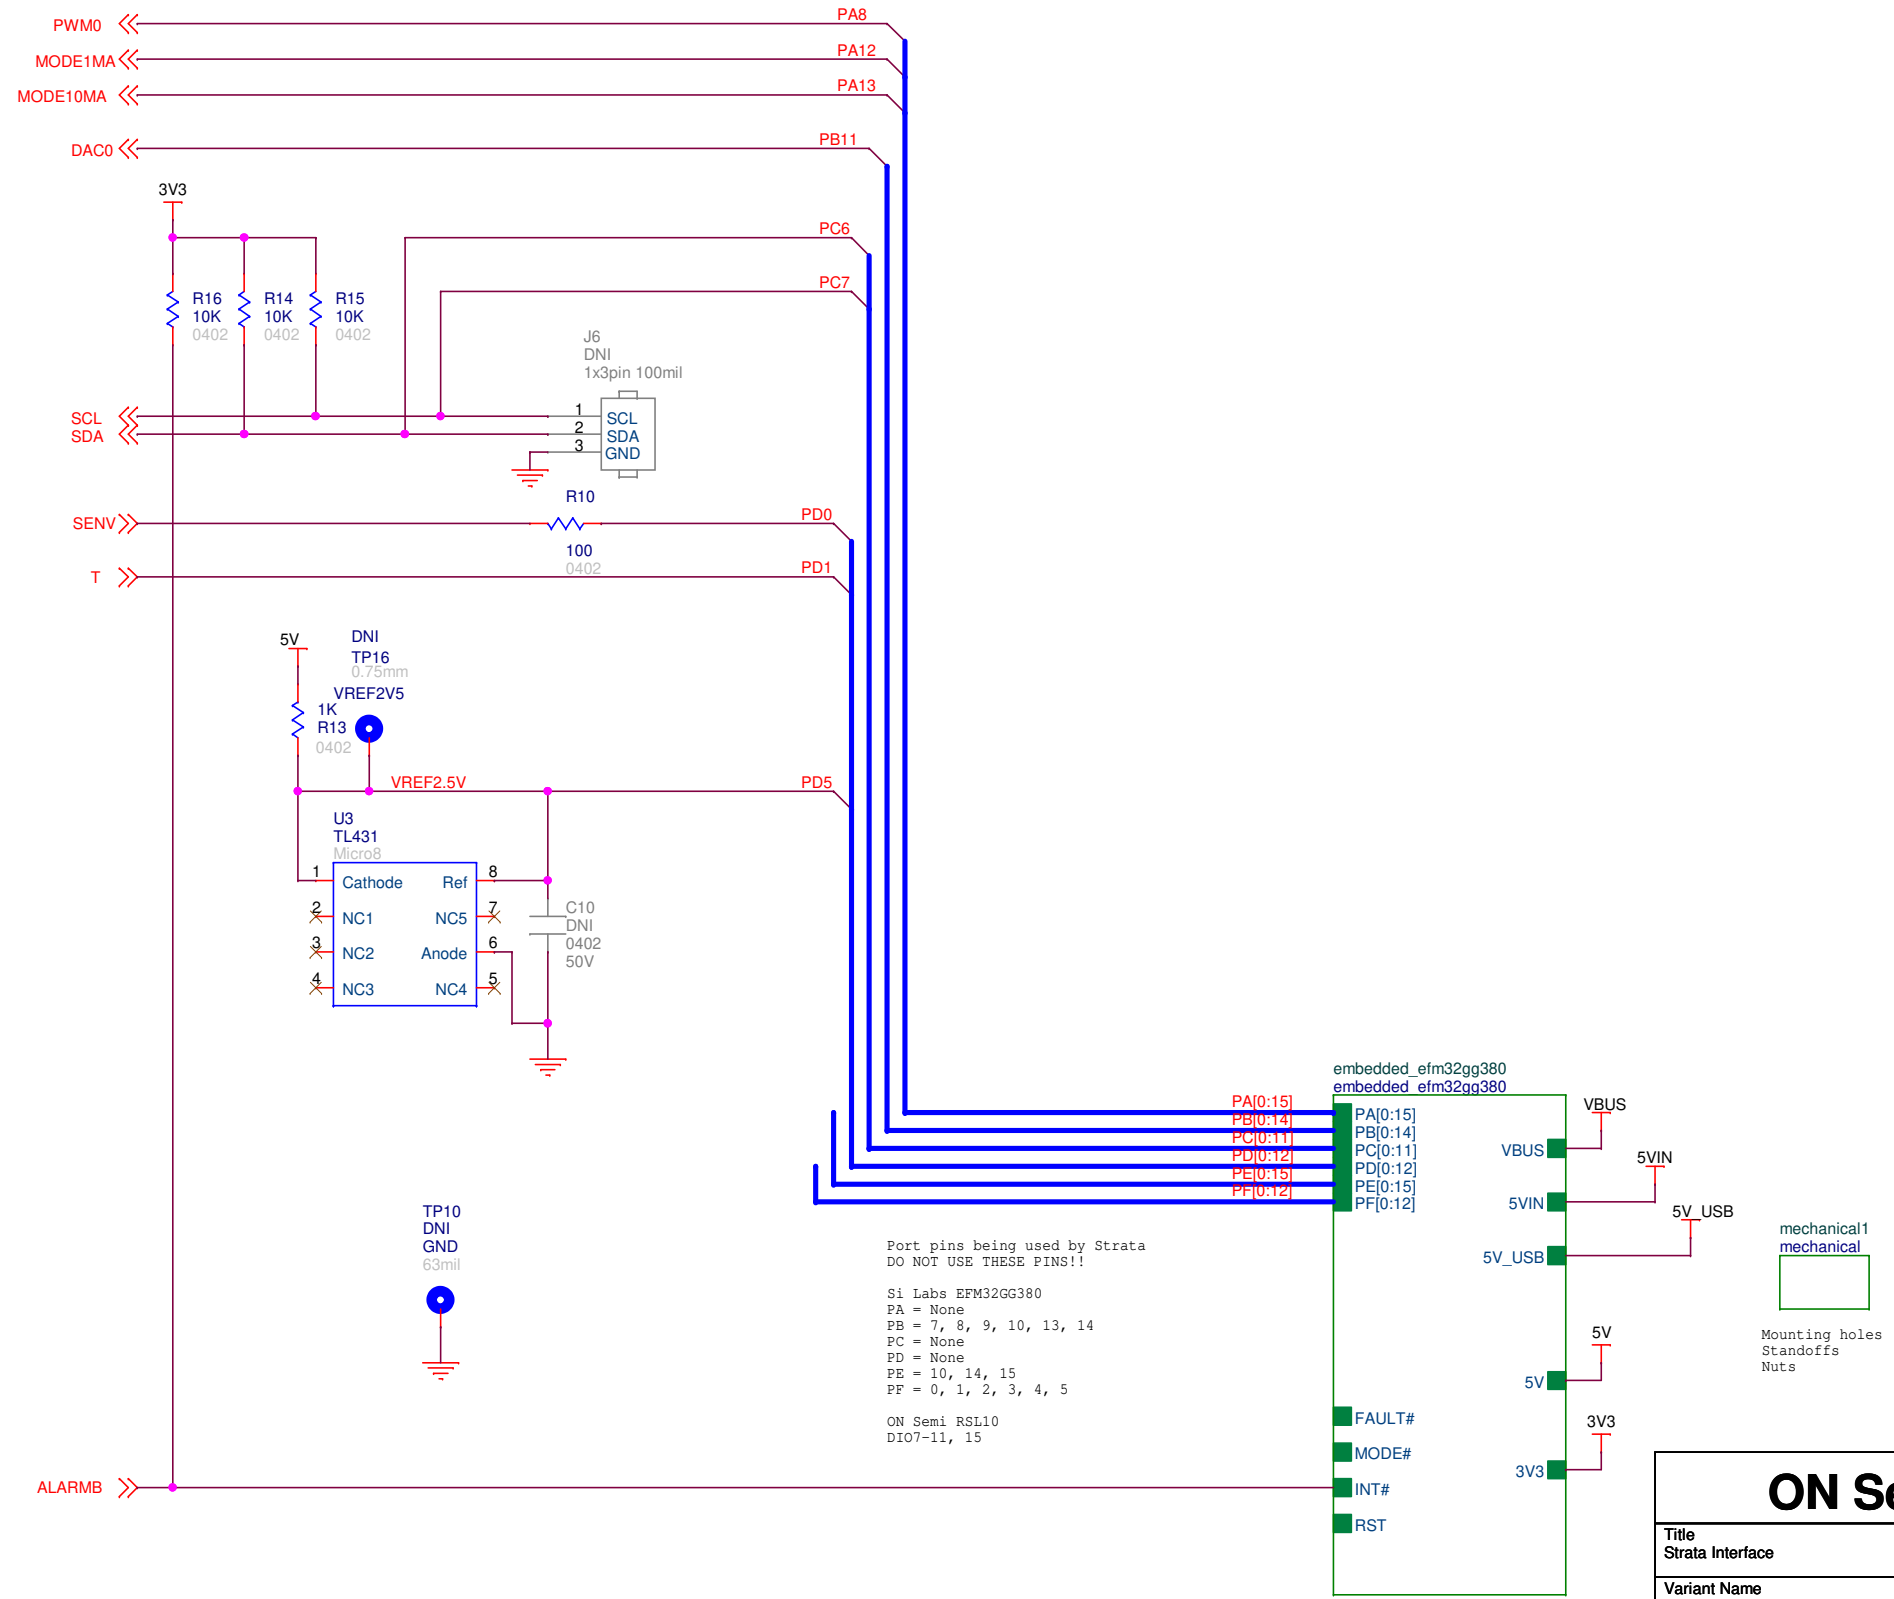 PWM0
PA8
MODE1MA
PA12
MODE10MA
PA13
DAC0
PB11
3V3
PC6
PC7
R16
10K
0402
R14
10K
0402
R15
10K
0402
J6
DNI
1x3pin 100mil
SCL
SDA
1
2
3
SCL
SDA
GND
R10
SENV
PD0
100
0402
T
PD1
5V
DNI
TP16
0.75mm
VREF2V5
1K
R13
0402
VREF2.5V
PD5
U3
TL431
Micro8
1
Cathode
Ref
8
2
NC1
NC5
7
3
NC2
Anode
6
4
NC3
NC4
5
C10
DNI
0402
50V
embedded_efm32gg380
embedded_efm32gg380
PA[0:15]
PB[0:14]
PC[0:11]
PD[0:12]
PE[0:15]
PF[0:12]
PA[0:15]
PB[0:14]
PC[0:11]
PD[0:12]
PE[0:15]
PF[0:12]
VBUS
VBUS
5VIN
5VIN
5V_USB
5V_USB
mechanical1
mechanical
Mounting holes
Standoffs
Nuts
TP10
DNI
GND
63mil
Port pins being used by Strata
DO NOT USE THESE PINS!!
Si Labs EFM32GG380
PA = None
PB = 7, 8, 9, 10, 13, 14
PC = None
PD = None
PE = 10, 14, 15
PF = 0, 1, 2, 3, 4, 5
ON Semi RSL10
DIO7-11, 15
5V
5V
3V3
3V3
FAULT#
MODE#
INT#
RST
ALARMB
ON Se
Title
Strata Interface
Variant Name